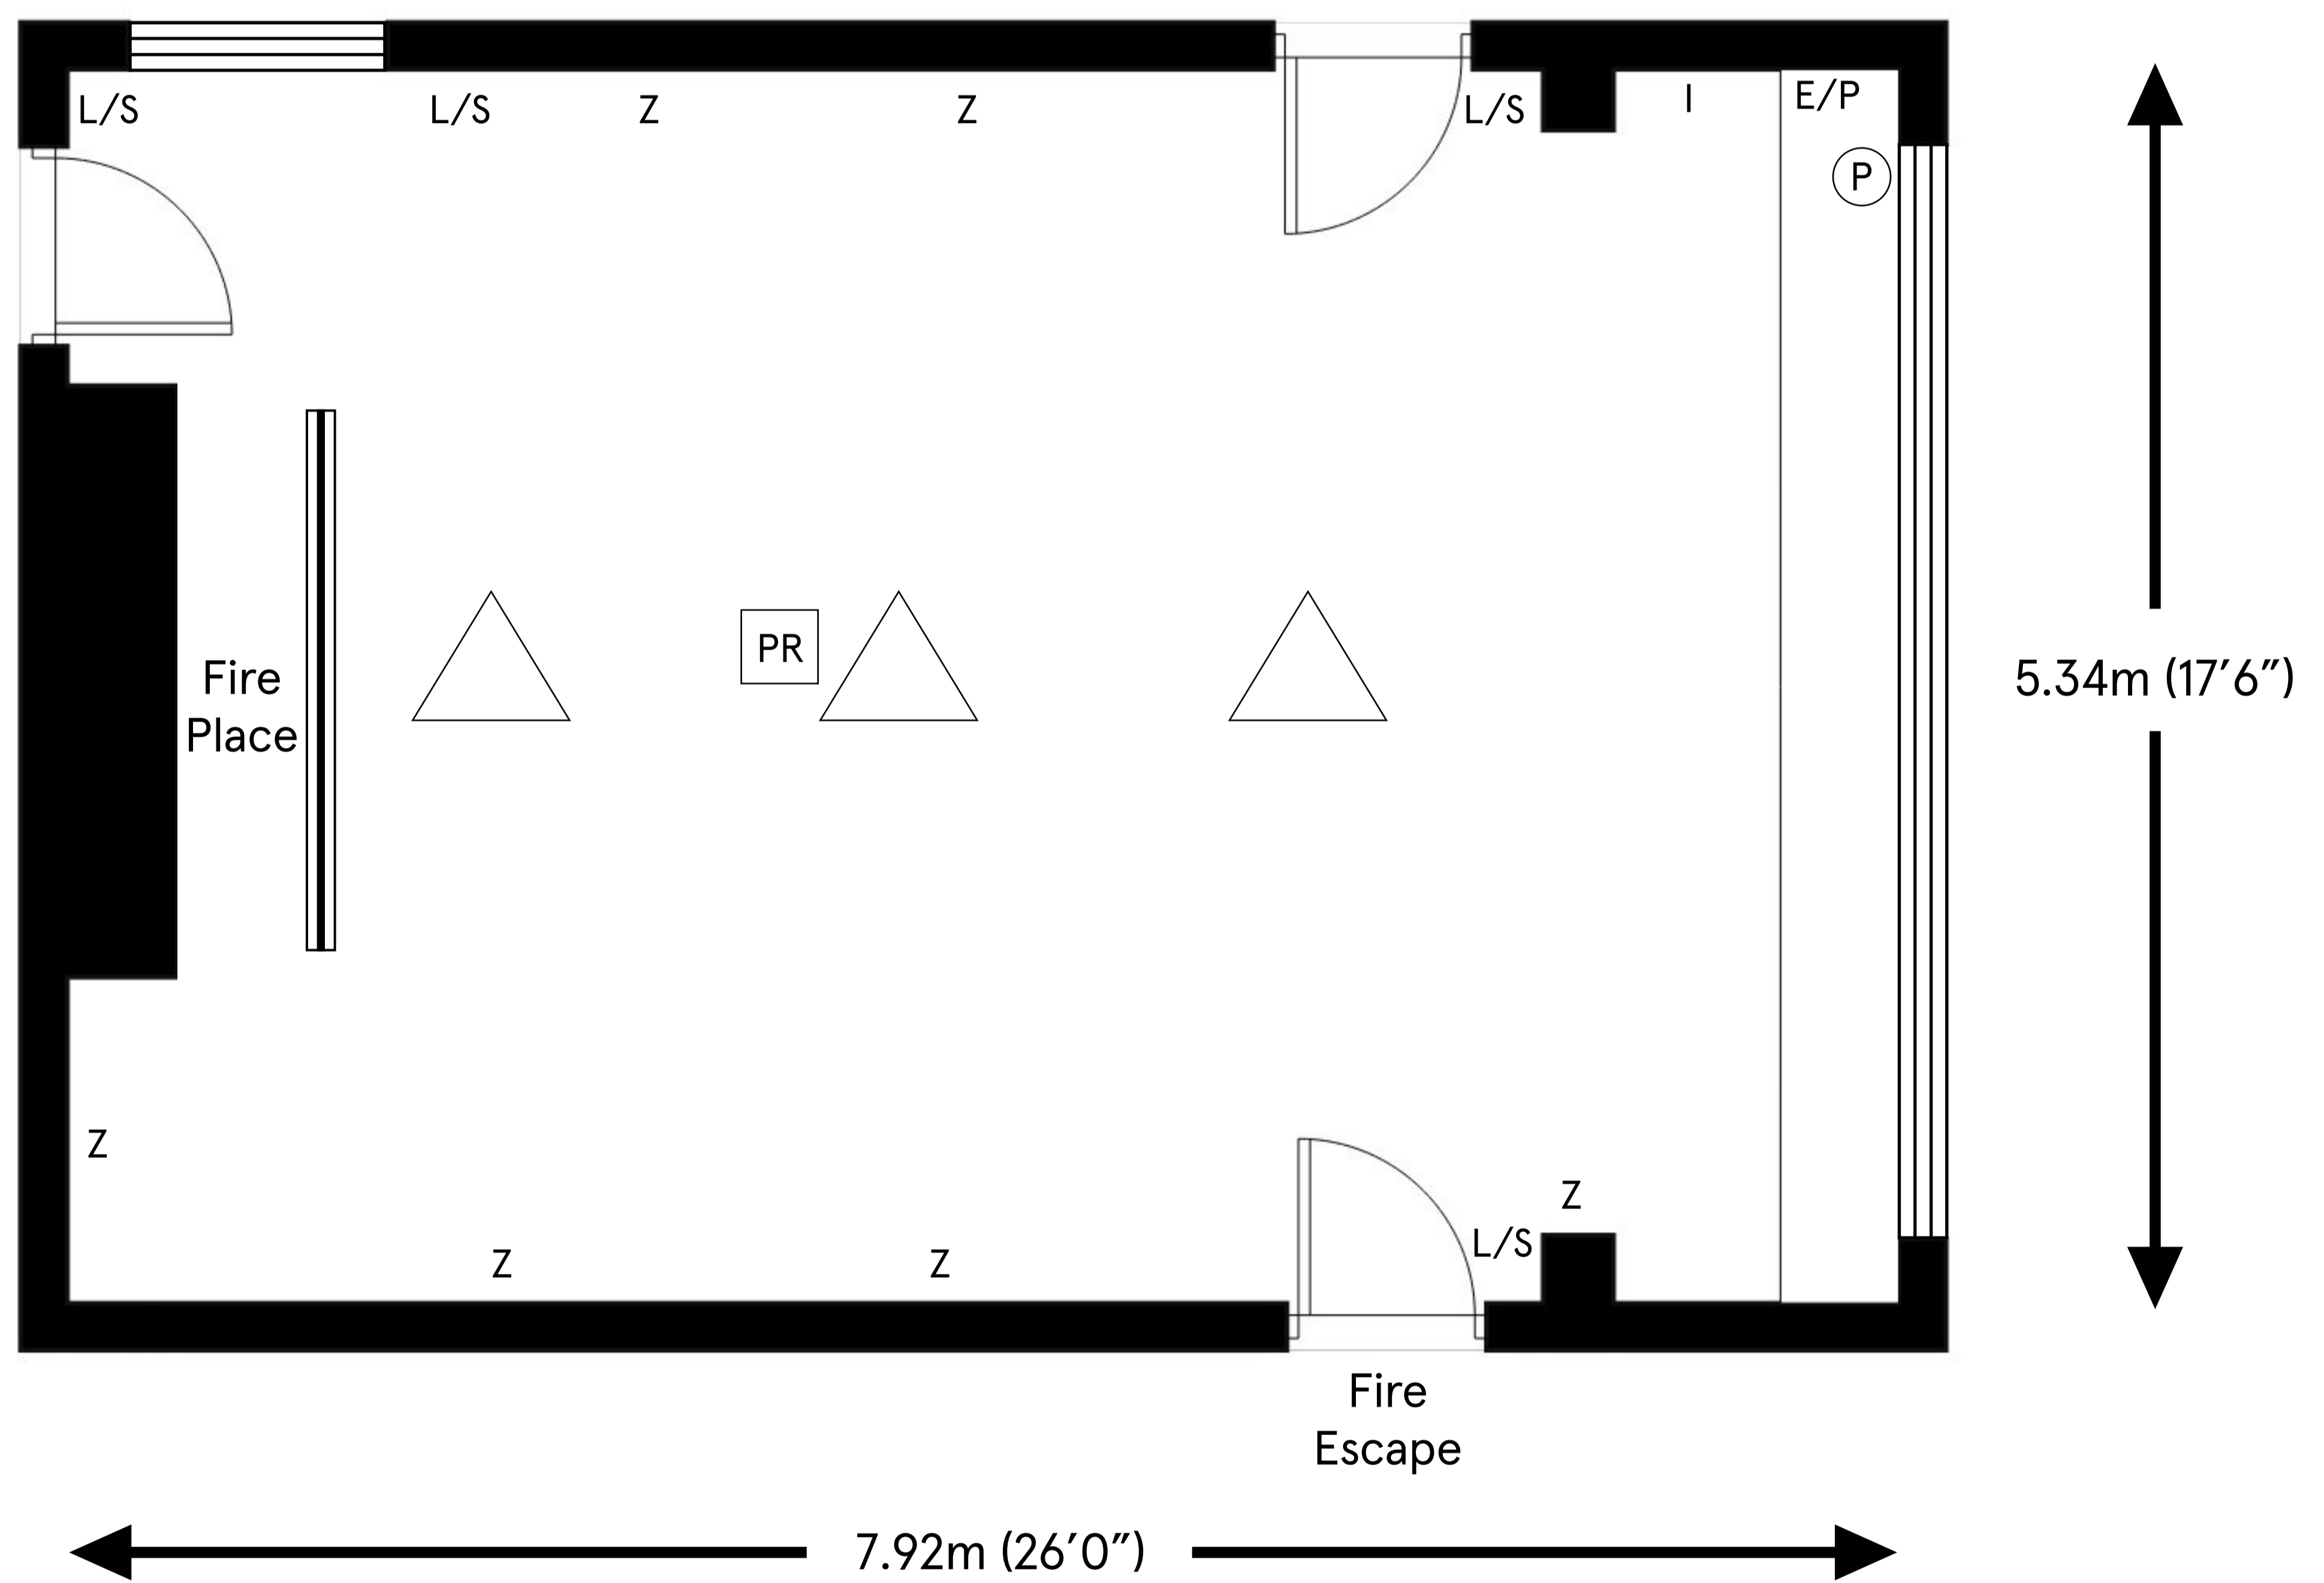 L/S
L/S
Z
Z
L/S
I
E/P
P
PR
Fire
Place
5.34m (17′6″)
Z
Z
L/S
Z
Z
Fire
Escape
7.92m (26′0″)